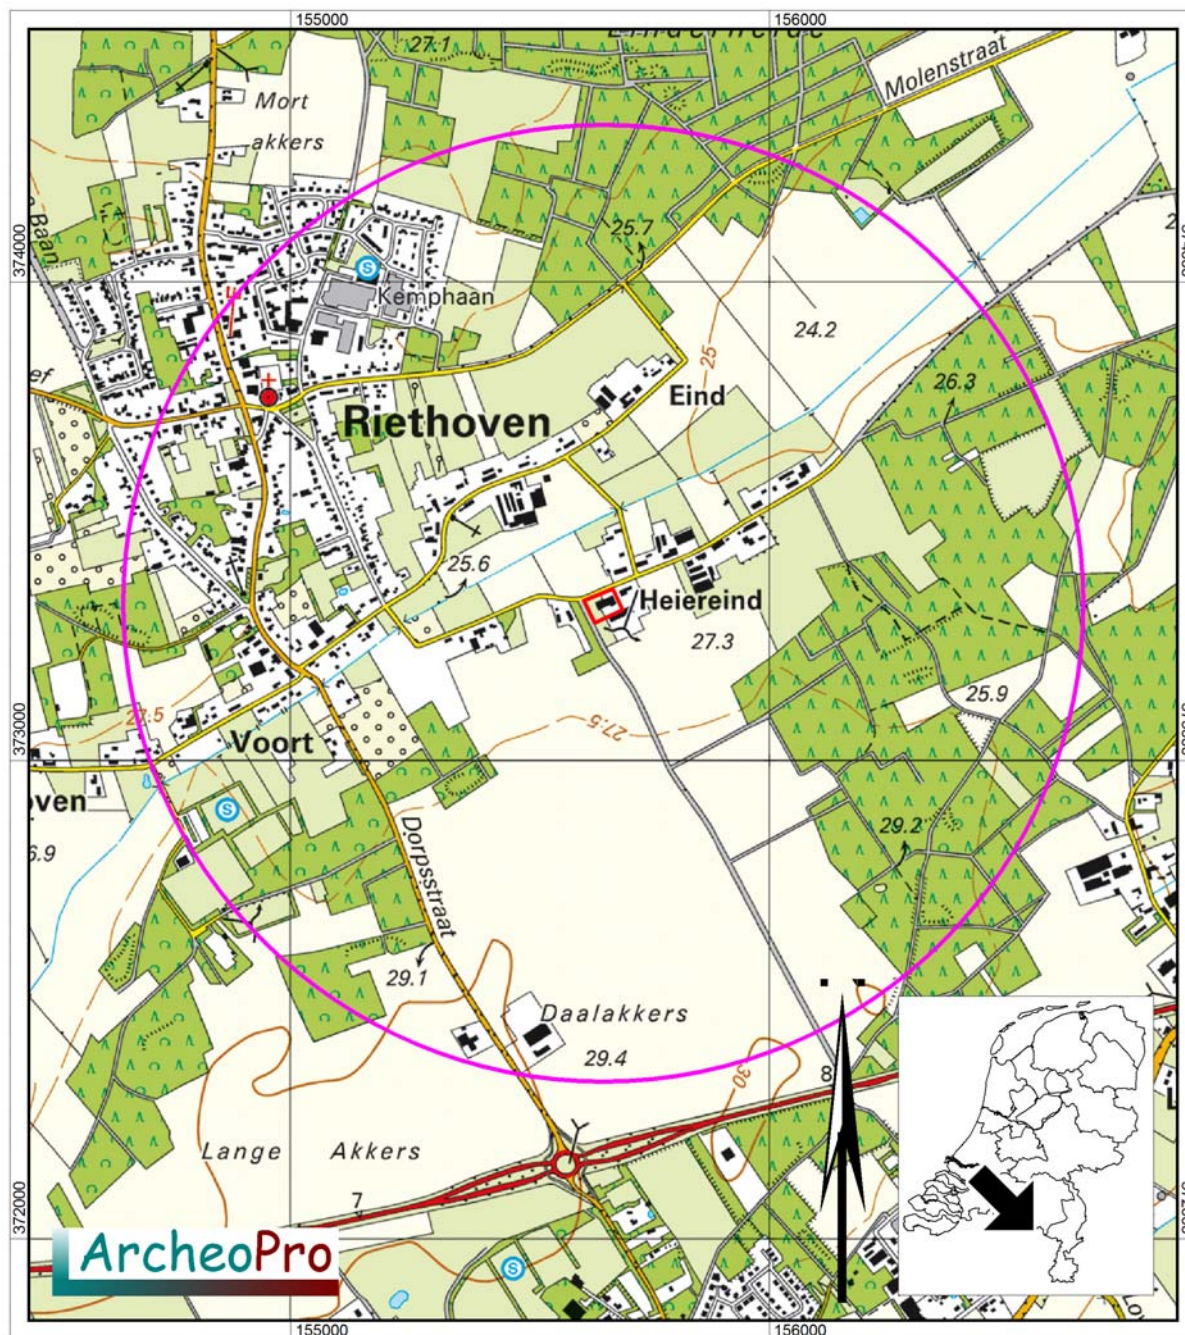 155000
156000
27.1
Molenstraat
Mort
akkers
Baan
374000
25.7
S
Kemphaan
24.2
25
26.3
Riethoven
Eind
25.6
Heiereind
27.3
27.5
25.9
27.5
Voort
373000
S
oven
29.2
6.9
Dorpsstraat
29.1
Daalakkers
29.4
30
8
Lange Akkers
7
372000
ArcheoPro
S
155000
156000